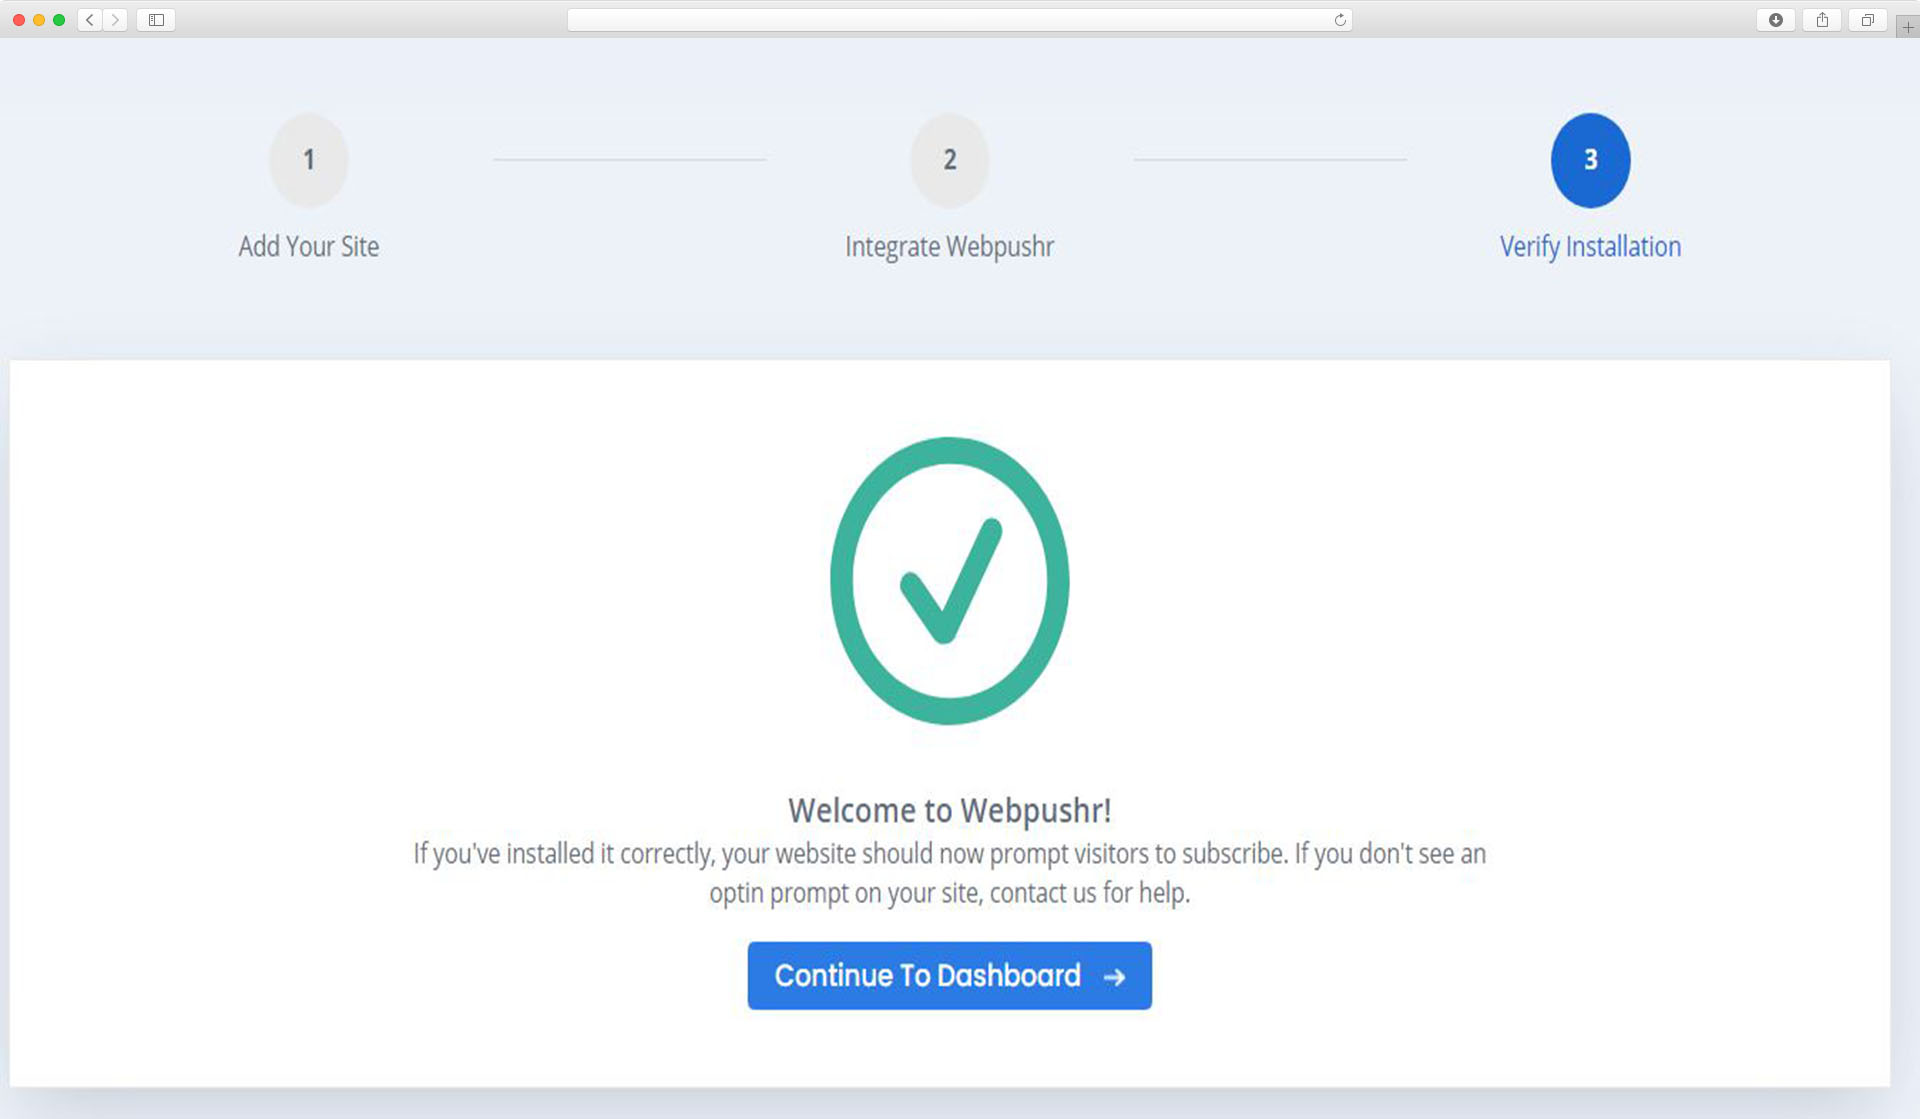 1
2
3
Add Your Site
Integrate Webpushr
Verify Installation
Welcome to Webpushr!
If you've installed it correctly, your website should now prompt visitors to subscribe. If you don't see an
optin prompt on your site, contact us for help.
Continue To Dashboard →